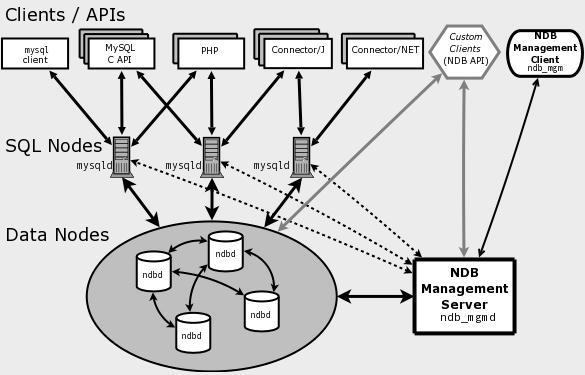 Clients / APIs
mysql
client
MySQL
C API
PHP
Connector/J
Connector/NET
Custom
Clients
(NDB API)
NDB
Management
Client
ndb_mgm
SQL Nodes
mysqld
mysqld
mysqld
Data Nodes
ndbd
ndbd
ndbd
ndbd
NDB
Management
Server
ndb_mgmd